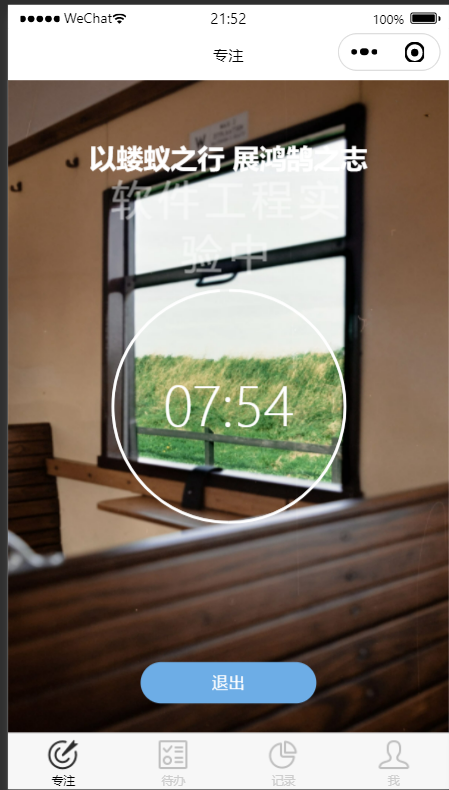 WeChat
21:52
100%
专注
以蝼蚁之行 展鸿鹄之志
软件工程实
验中
07:54
退出
专注
待办
记录
我